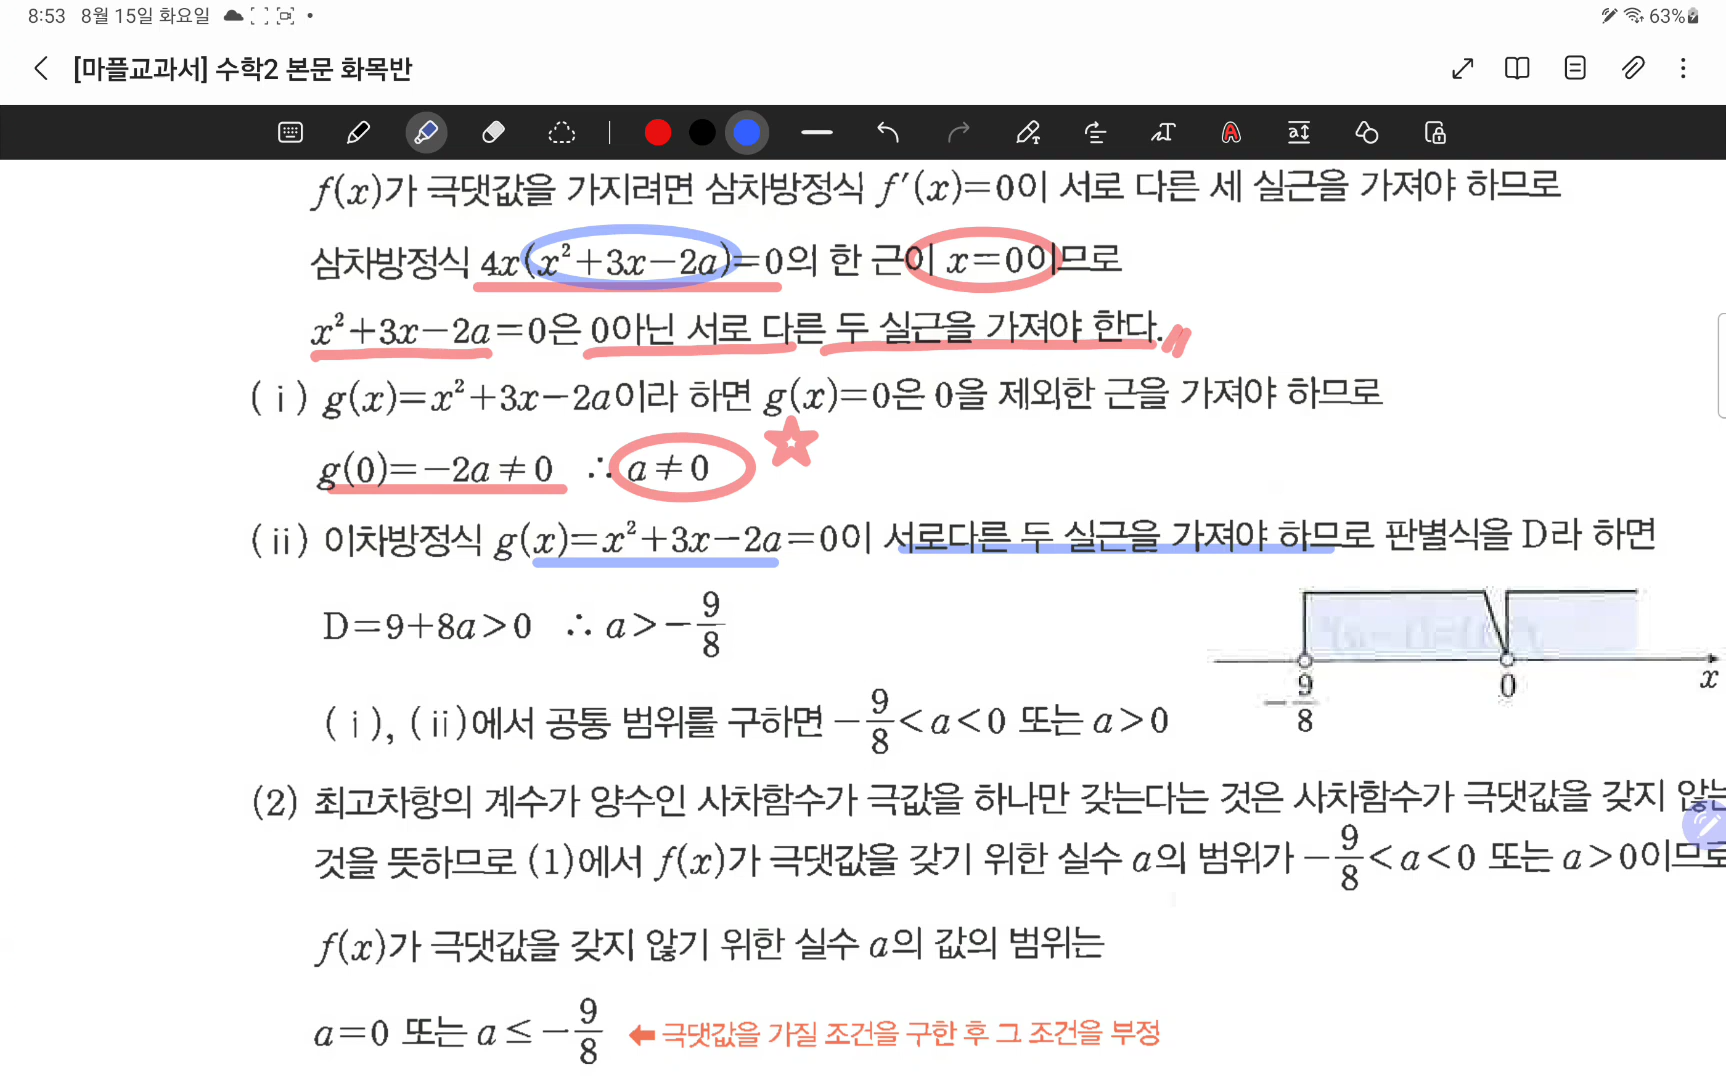 8:53 8월 15일 화요일
63%
[마플교과서] 수학2 본문 화목반
f(x)가 극댓값을 가지려면 삼차방정식 f′(x)=0이 서로 다른 세 실근을 가져야 하므로
삼차방정식 4x(x²+3x−2a)=0의 한 근이 x=0이므로
x²+3x−2a=0은 0아닌 서로 다른 두 실근을 가져야 한다.
(ⅰ) g(x)=x²+3x−2a이라 하면 g(x)=0은 0을 제외한 근을 가져야 하므로
g(0)=−2a≠0 ∴ a≠0
(ⅱ) 이차방정식 g(x)=x²+3x−2a=0이 서로다른 두 실근을 가져야 하므로 판별식을 D라 하면
D=9+8a>0 ∴ a>−9/8
−9/8 0 x
(ⅰ), (ⅱ)에서 공통 범위를 구하면 −9/8<a<0 또는 a>0
(2) 최고차항의 계수가 양수인 사차함수가 극값을 하나만 갖는다는 것은 사차함수가 극댓값을 갖지 않는
것을 뜻하므로 (1)에서 f(x)가 극댓값을 갖기 위한 실수 a의 범위가 −9/8<a<0 또는 a>0이므로
f(x)가 극댓값을 갖지 않기 위한 실수 a의 값의 범위는
a=0 또는 a≤−9/8 ⬅ 극댓값을 가질 조건을 구한 후 그 조건을 부정